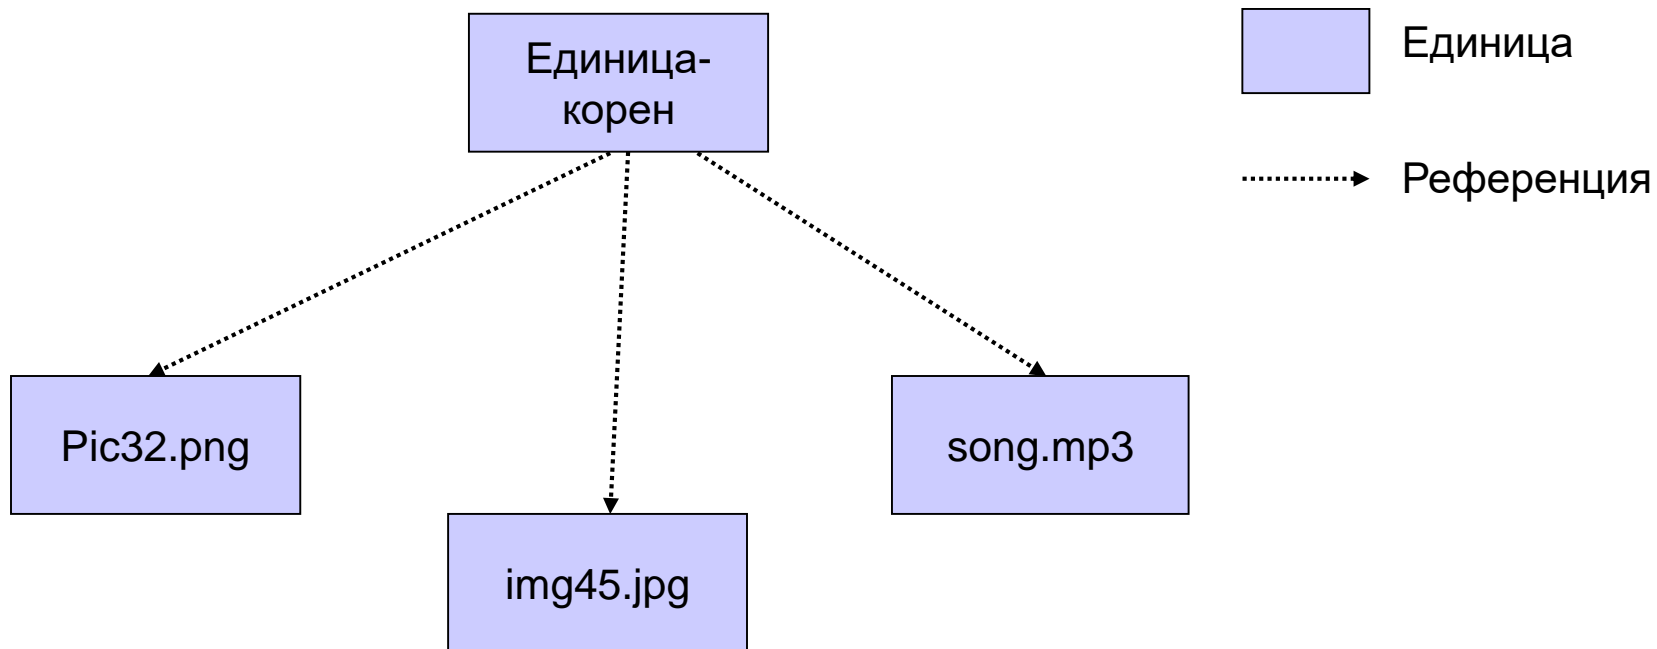 Единица-
корен
Единица
Референция
Pic32.png
song.mp3
img45.jpg